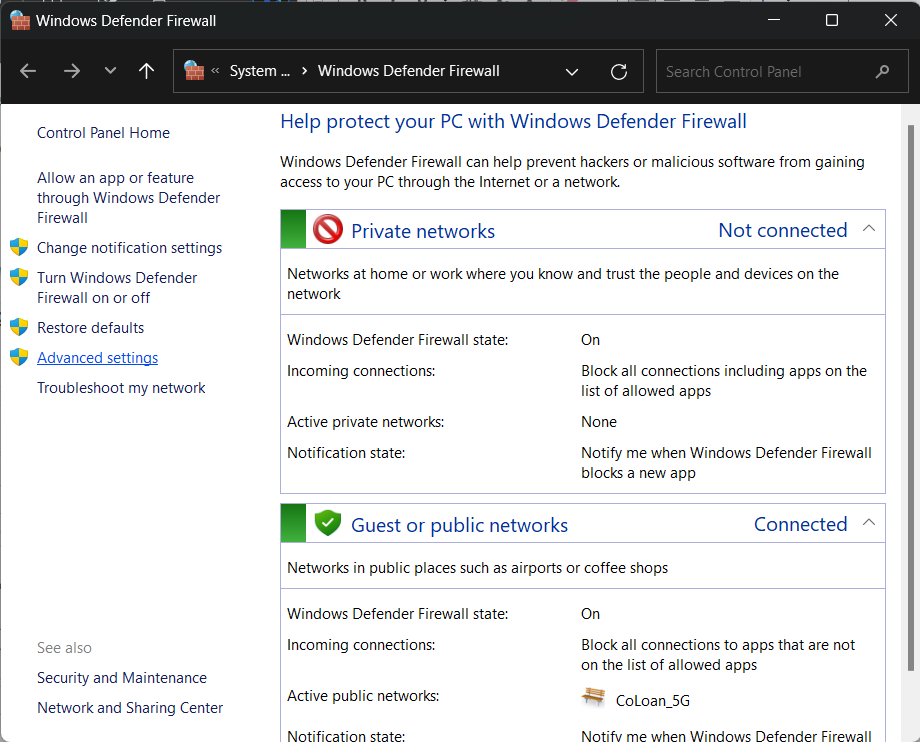 Windows Defender Firewall
« System ... › Windows Defender Firewall
Search Control Panel
Control Panel Home
Allow an app or feature
through Windows Defender
Firewall
Change notification settings
Turn Windows Defender
Firewall on or off
Restore defaults
Advanced settings
Troubleshoot my network
See also
Security and Maintenance
Network and Sharing Center
Help protect your PC with Windows Defender Firewall
Windows Defender Firewall can help prevent hackers or malicious software from gaining
access to your PC through the Internet or a network.
Private networks Not connected
Networks at home or work where you know and trust the people and devices on the
network
Windows Defender Firewall state: On
Incoming connections: Block all connections including apps on the
list of allowed apps
Active private networks: None
Notification state: Notify me when Windows Defender Firewall
blocks a new app
Guest or public networks Connected
Networks in public places such as airports or coffee shops
Windows Defender Firewall state: On
Incoming connections: Block all connections to apps that are not
on the list of allowed apps
Active public networks: CoLoan_5G
Notification state: Notify me when Windows Defender Firewall